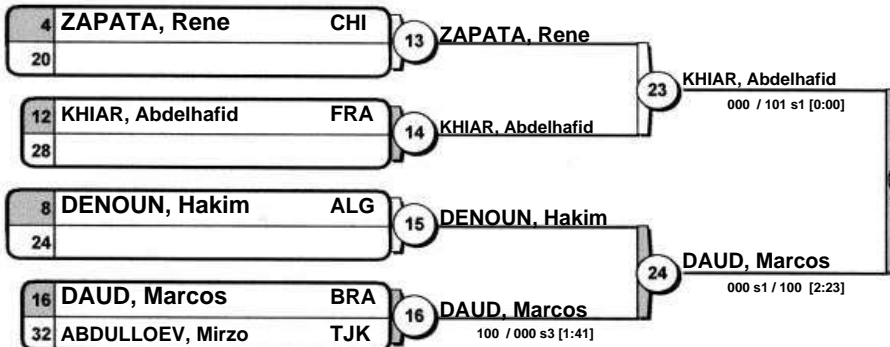 4 ZAPATA, Rene CHI
20
13
ZAPATA, Rene
12 KHIAR, Abdelhafid FRA
28
14
KHIAR, Abdelhafid
23
KHIAR, Abdelhafid
000 / 101 s1 [0:00]
8 DENOUN, Hakim ALG
24
15
DENOUN, Hakim
16 DAUD, Marcos BRA
32 ABDULLOEV, Mirzo TJK
16
DAUD, Marcos
100 / 000 s3 [1:41]
24
DAUD, Marcos
000 s1 / 100 [2:23]